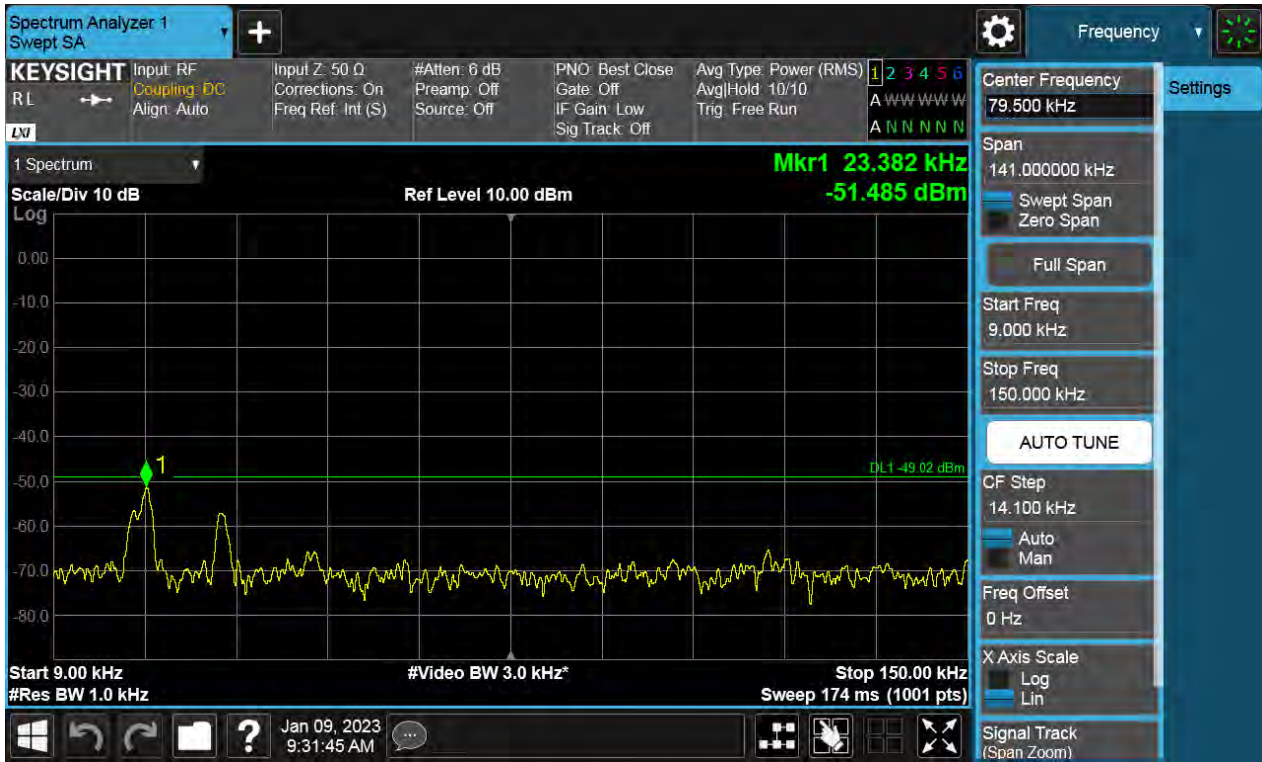 Spectrum Analyzer 1
Swept SA
+
Frequency
KEYSIGHT
R L
LXI
Input: RF
Coupling: DC
Align: Auto
Input Z: 50 Ω
Corrections: On
Freq Ref: Int (S)
#Atten: 6 dB
Preamp: Off
Source: Off
PNO: Best Close
Gate: Off
IF Gain: Low
Sig Track: Off
Avg Type: Power (RMS)
Avg|Hold: 10/10
Trig: Free Run
1 2 3 4 5 6
A W W W W W
A N N N N N
1 Spectrum
Scale/Div 10 dB
Ref Level 10.00 dBm
Mkr1 23.382 kHz
-51.485 dBm
Log
0.00
-10.0
-20.0
-30.0
-40.0
-50.0
-60.0
-70.0
-80.0
1
DL1 -49.02 dBm
Start 9.00 kHz
#Res BW 1.0 kHz
#Video BW 3.0 kHz*
Stop 150.00 kHz
Sweep 174 ms (1001 pts)
Center Frequency
79.500 kHz
Settings
Span
141.000000 kHz
Swept Span
Zero Span
Full Span
Start Freq
9.000 kHz
Stop Freq
150.000 kHz
AUTO TUNE
CF Step
14.100 kHz
Auto
Man
Freq Offset
0 Hz
X Axis Scale
Log
Lin
Signal Track
(Span Zoom)
?
Jan 09, 2023
9:31:45 AM